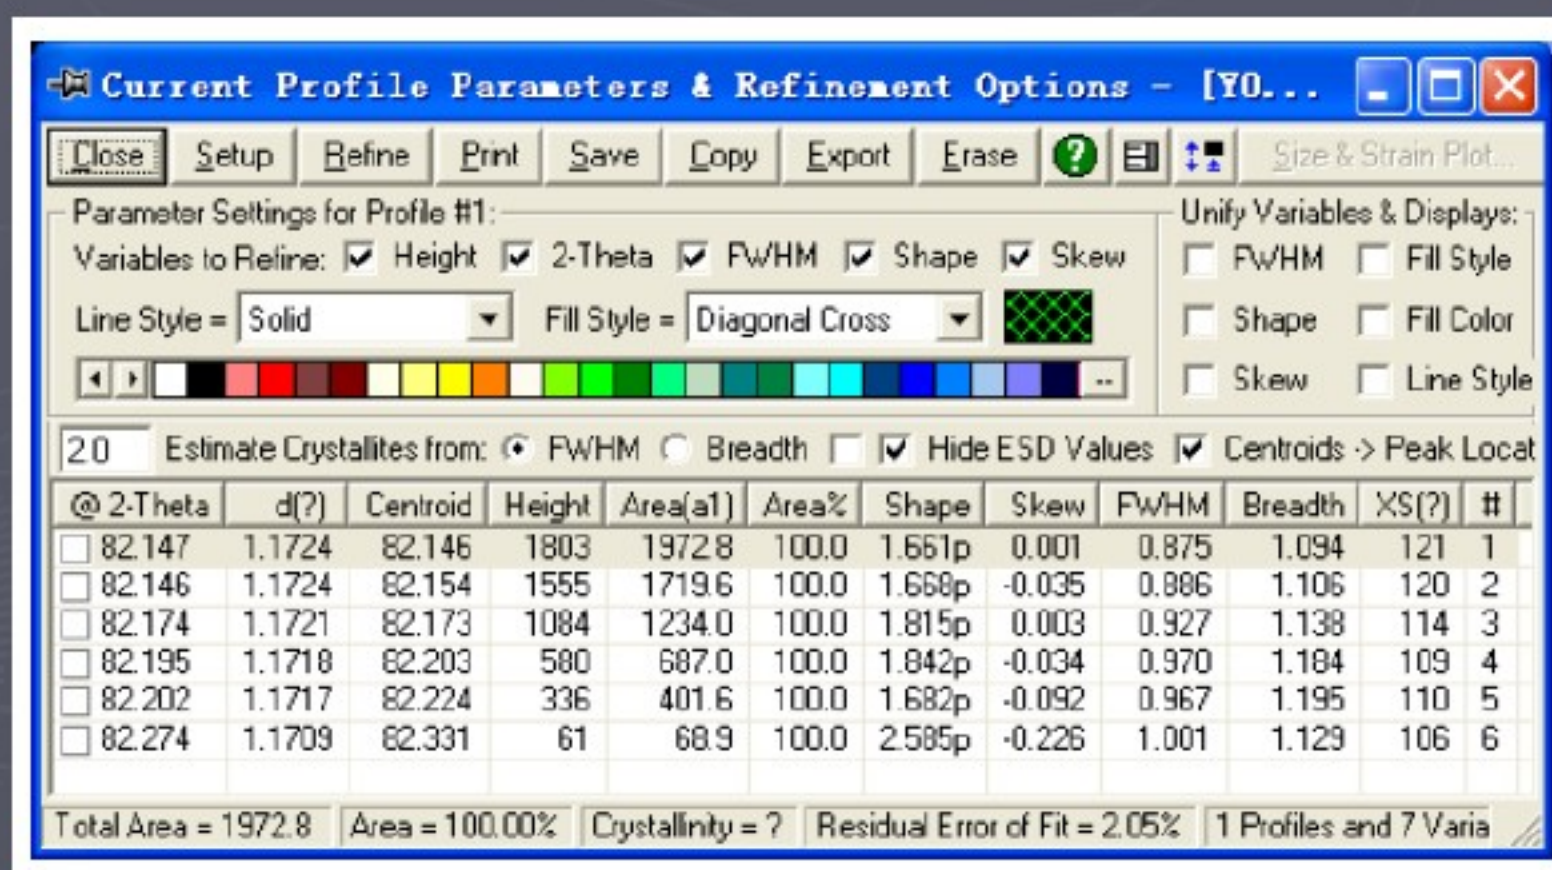 Current Profile Parameters & Refinement Options - [YO...
Close Setup Refine Print Save Copy Export Erase ? Size & Strain Plot...
Parameter Settings for Profile #1: Unify Variables & Displays:
Variables to Refine: Height 2-Theta FWHM Shape Skew FWHM Fill Style
Line Style = Solid Fill Style = Diagonal Cross Shape Fill Color
-- Skew Line Style
20 Estimate Crystallites from: FWHM Breadth Hide ESD Values Centroids -> Peak Locat
@ 2-Theta d(?) Centroid Height Area(a1) Area% Shape Skew FWHM Breadth XS(?) #
82.147 1.1724 82.146 1803 1972.8 100.0 1.661p 0.001 0.875 1.094 121 1
82.146 1.1724 82.154 1555 1719.6 100.0 1.668p -0.035 0.886 1.106 120 2
82.174 1.1721 82.173 1084 1234.0 100.0 1.815p 0.003 0.927 1.138 114 3
82.195 1.1718 82.203 580 687.0 100.0 1.842p -0.034 0.970 1.184 109 4
82.202 1.1717 82.224 336 401.6 100.0 1.682p -0.092 0.967 1.195 110 5
82.274 1.1709 82.331 61 68.9 100.0 2.585p -0.226 1.001 1.129 106 6
Total Area = 1972.8 Area = 100.00% Crystallinity = ? Residual Error of Fit = 2.05% 1 Profiles and 7 Varia